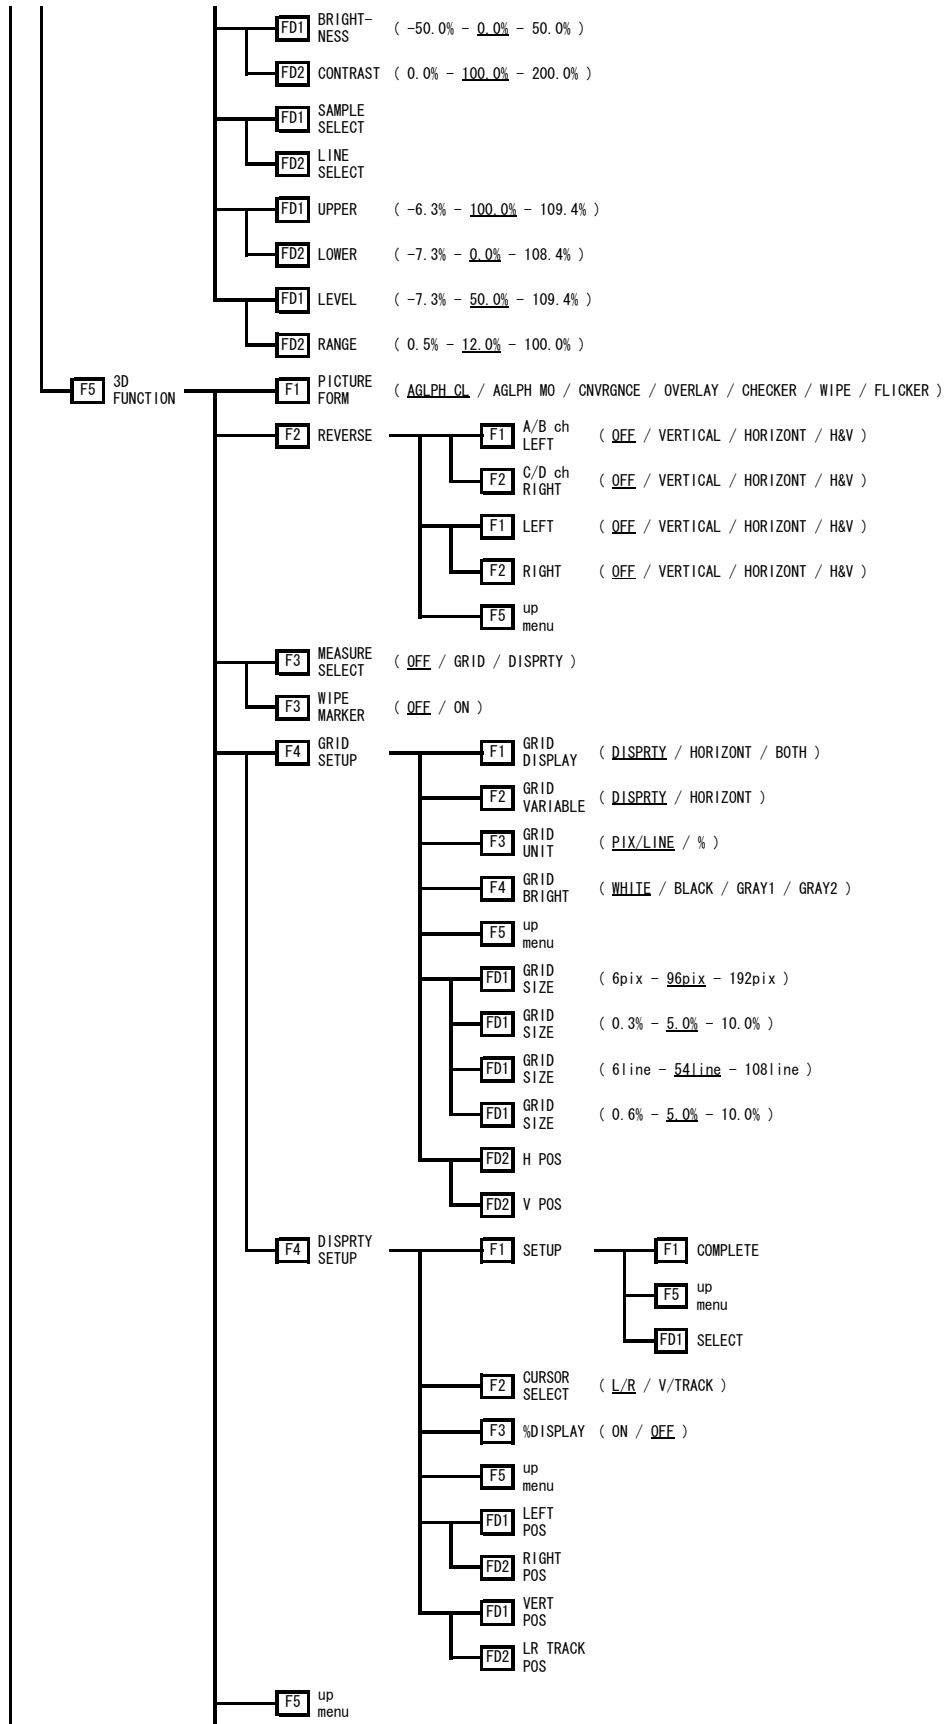 FD1 BRIGHT-
NESS ( -50.0% - 0.0% - 50.0% )
FD2 CONTRAST ( 0.0% - 100.0% - 200.0% )
FD1 SAMPLE
SELECT
FD2 LINE
SELECT
FD1 UPPER ( -6.3% - 100.0% - 109.4% )
FD2 LOWER ( -7.3% - 0.0% - 108.4% )
FD1 LEVEL ( -7.3% - 50.0% - 109.4% )
FD2 RANGE ( 0.5% - 12.0% - 100.0% )
F5 3D
FUNCTION
F1 PICTURE
FORM ( AGLPH CL / AGLPH MO / CNVRGNCE / OVERLAY / CHECKER / WIPE / FLICKER )
F2 REVERSE
F1 A/B ch
LEFT ( OFF / VERTICAL / HORIZONT / H&V )
F2 C/D ch
RIGHT ( OFF / VERTICAL / HORIZONT / H&V )
F1 LEFT ( OFF / VERTICAL / HORIZONT / H&V )
F2 RIGHT ( OFF / VERTICAL / HORIZONT / H&V )
F5 up
menu
F3 MEASURE
SELECT ( OFF / GRID / DISPRTY )
F3 WIPE
MARKER ( OFF / ON )
F4 GRID
SETUP
F1 GRID
DISPLAY ( DISPRTY / HORIZONT / BOTH )
F2 GRID
VARIABLE ( DISPRTY / HORIZONT )
F3 GRID
UNIT ( PIX/LINE / % )
F4 GRID
BRIGHT ( WHITE / BLACK / GRAY1 / GRAY2 )
F5 up
menu
FD1 GRID
SIZE ( 6pix - 96pix - 192pix )
FD1 GRID
SIZE ( 0.3% - 5.0% - 10.0% )
FD1 GRID
SIZE ( 6line - 54line - 108line )
FD1 GRID
SIZE ( 0.6% - 5.0% - 10.0% )
FD2 H POS
FD2 V POS
F4 DISPRTY
SETUP
F1 SETUP
F1 COMPLETE
F5 up
menu
FD1 SELECT
F2 CURSOR
SELECT ( L/R / V/TRACK )
F3 %DISPLAY ( ON / OFF )
F5 up
menu
FD1 LEFT
POS
FD2 RIGHT
POS
FD1 VERT
POS
FD2 LR TRACK
POS
F5 up
menu